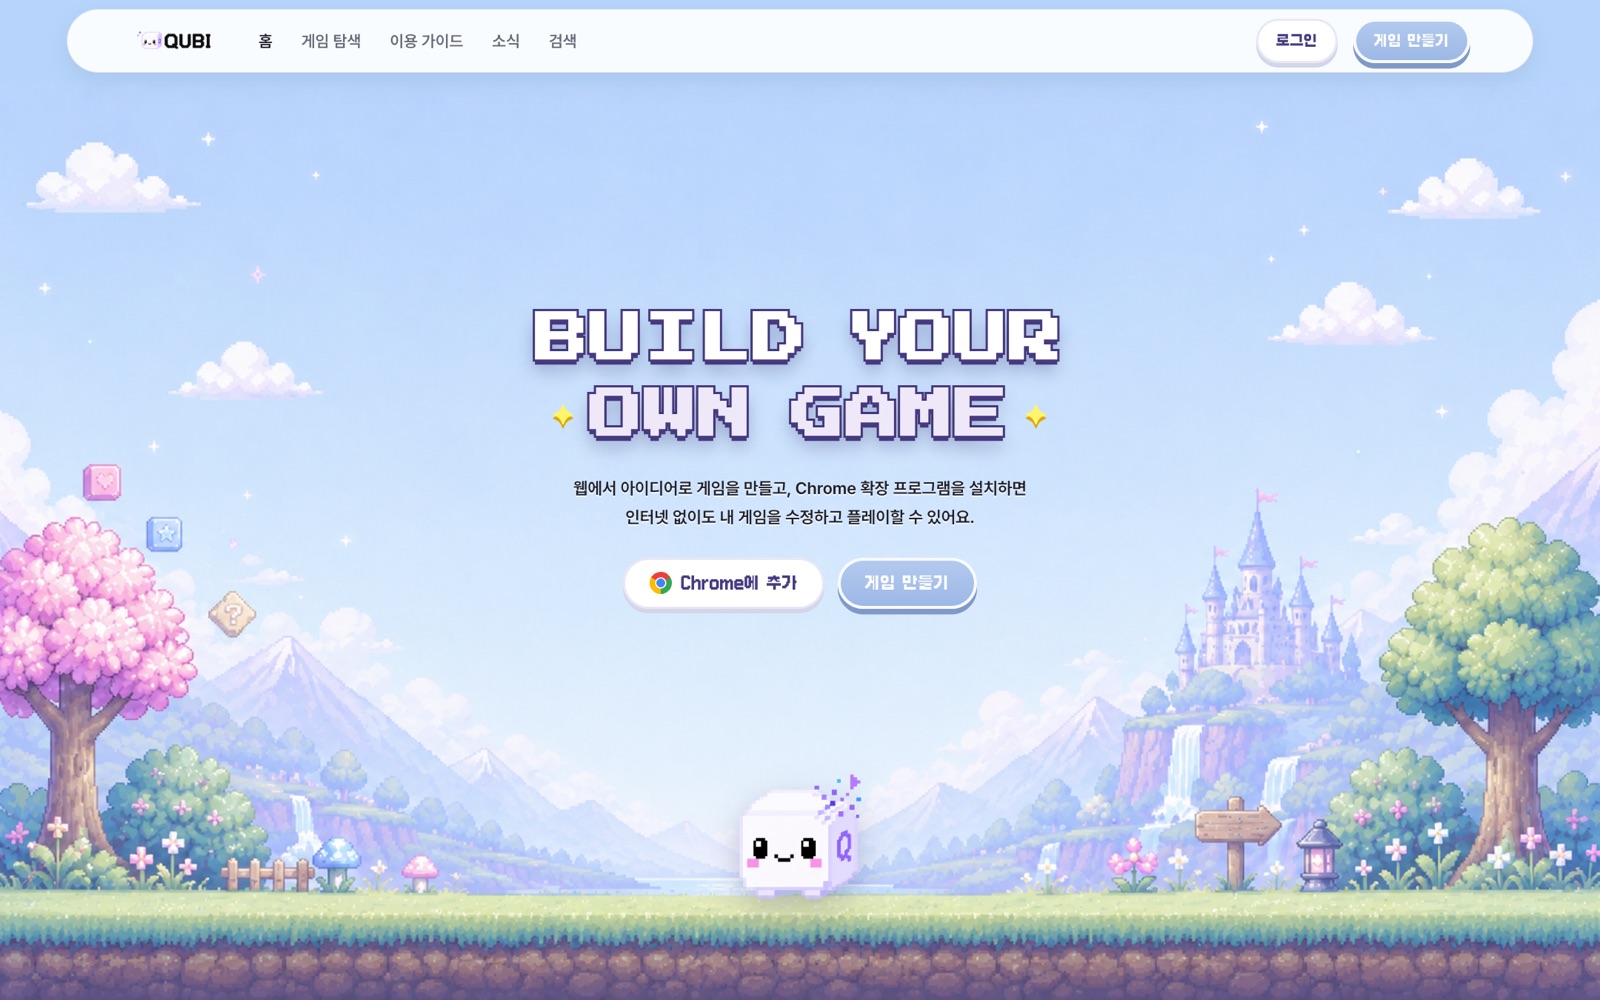 QUBI
홈
게임 탐색
이용 가이드
소식
검색
로그인
게임 만들기
BUILD YOUR
OWN GAME
웹에서 아이디어로 게임을 만들고, Chrome 확장 프로그램을 설치하면
인터넷 없이도 내 게임을 수정하고 플레이할 수 있어요.
Chrome에 추가
게임 만들기
?
Q